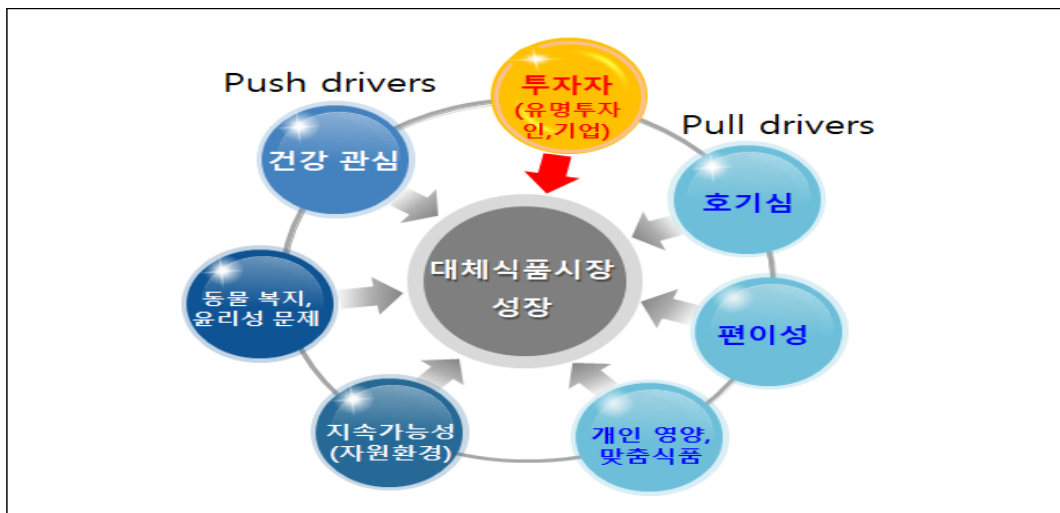 Push drivers
투자자
(유명투자
인,기업)
Pull drivers
건강 관심
호기심
대체식품시장
성장
동물 복지,
윤리성 문제
편이성
지속가능성
(자원환경)
개인 영양,
맞춤식품